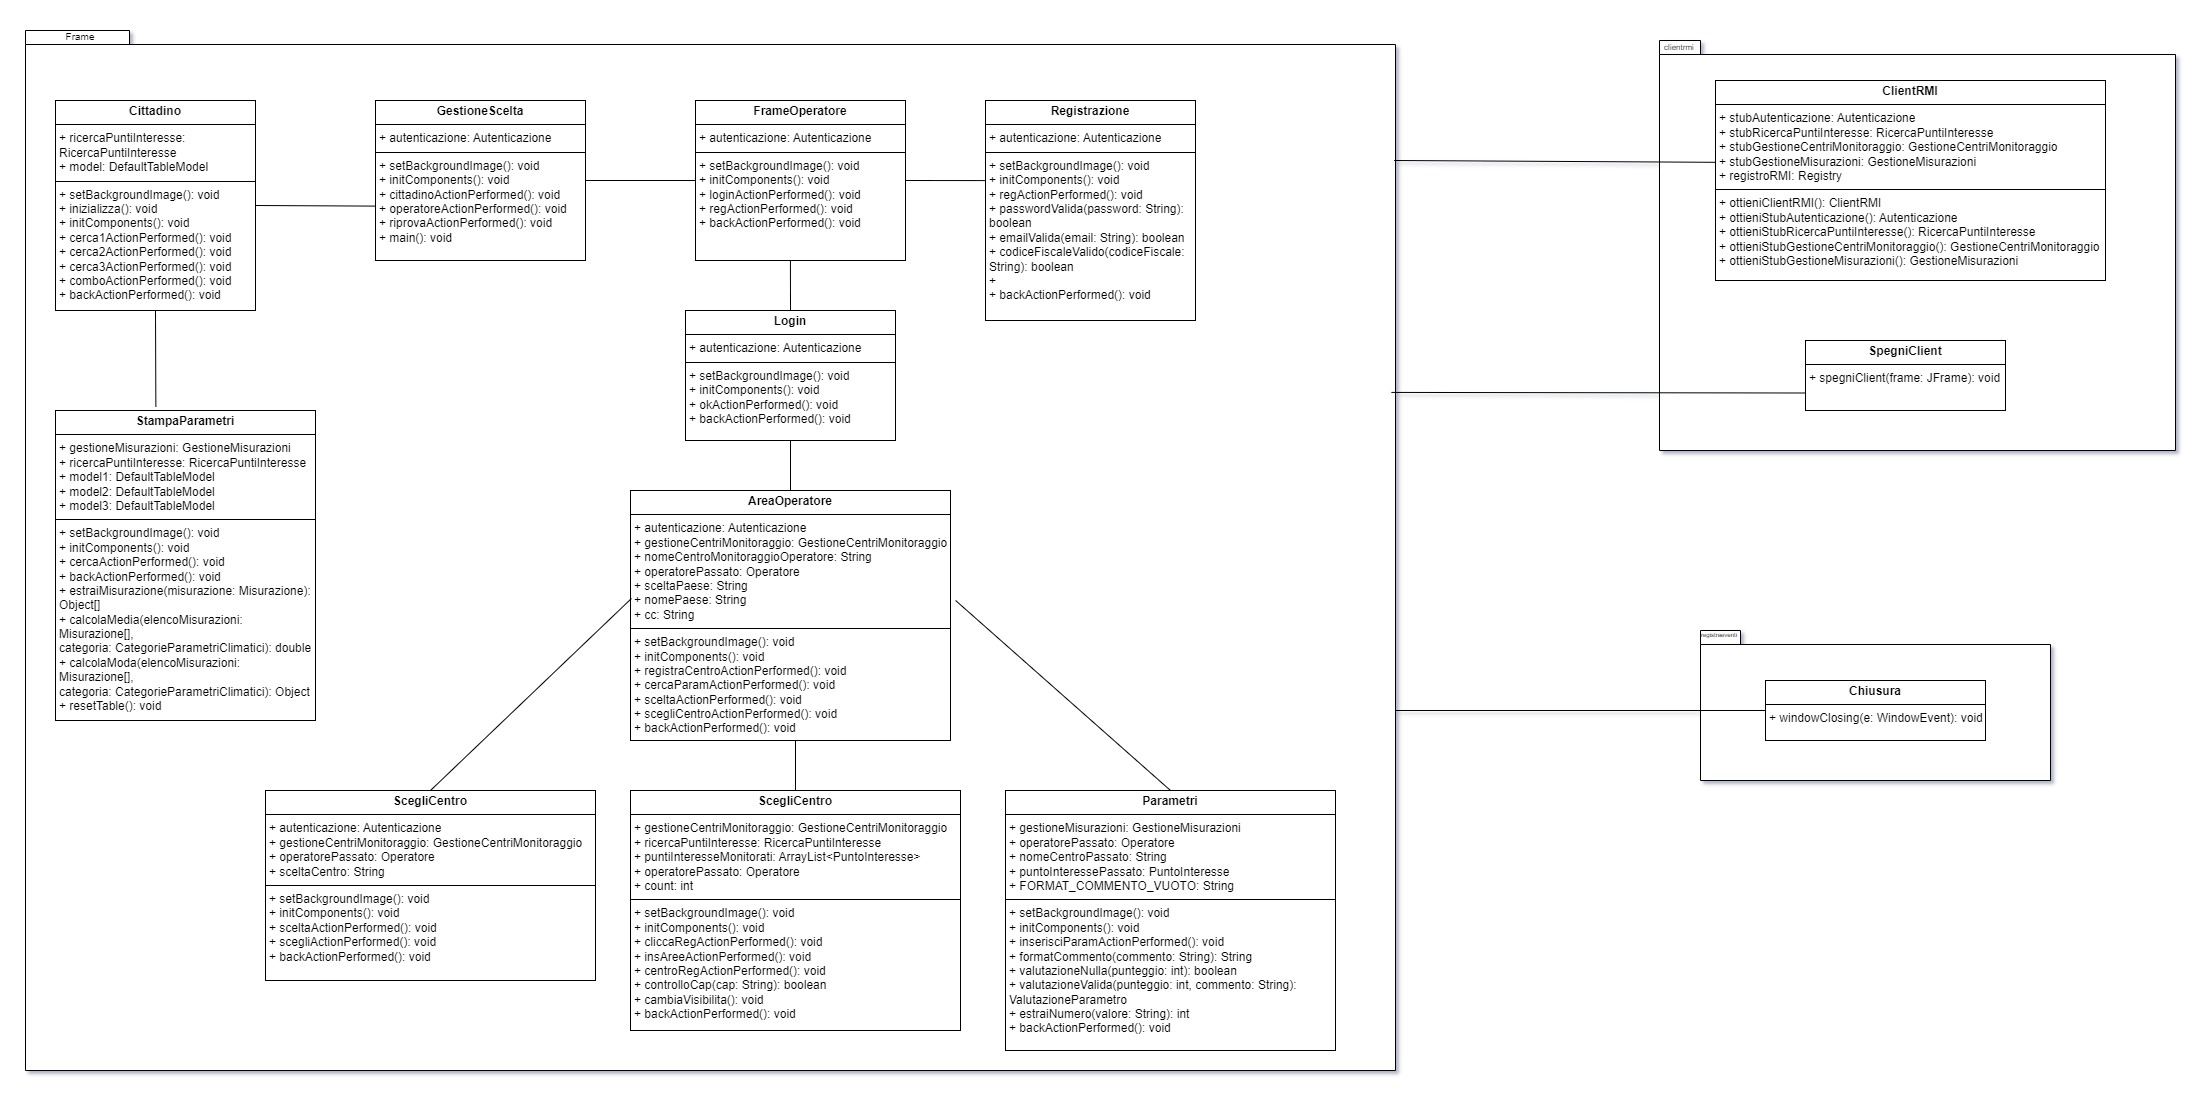 Frame
Cittadino
+ ricercaPuntiInteresse:
RicercaPuntiInteresse
+ model: DefaultTableModel
+ setBackgroundImage(): void
+ inizializza(): void
+ initComponents(): void
+ cerca1ActionPerformed(): void
+ cerca2ActionPerformed(): void
+ cerca3ActionPerformed(): void
+ comboActionPerformed(): void
+ backActionPerformed(): void
GestioneScelta
+ autenticazione: Autenticazione
+ setBackgroundImage(): void
+ initComponents(): void
+ cittadinoActionPerformed(): void
+ operatoreActionPerformed(): void
+ riprovaActionPerformed(): void
+ main(): void
FrameOperatore
+ autenticazione: Autenticazione
+ setBackgroundImage(): void
+ initComponents(): void
+ loginActionPerformed(): void
+ regActionPerformed(): void
+ backActionPerformed(): void
Registrazione
+ autenticazione: Autenticazione
+ setBackgroundImage(): void
+ initComponents(): void
+ regActionPerformed(): void
+ passwordValida(password: String):
boolean
+ emailValida(email: String): boolean
+ codiceFiscaleValido(codiceFiscale:
String): boolean
+
+ backActionPerformed(): void
Login
+ autenticazione: Autenticazione
+ setBackgroundImage(): void
+ initComponents(): void
+ okActionPerformed(): void
+ backActionPerformed(): void
StampaParametri
+ gestioneMisurazioni: GestioneMisurazioni
+ ricercaPuntiInteresse: RicercaPuntiInteresse
+ model1: DefaultTableModel
+ model2: DefaultTableModel
+ model3: DefaultTableModel
+ setBackgroundImage(): void
+ initComponents(): void
+ cercaActionPerformed(): void
+ backActionPerformed(): void
+ estraiMisurazione(misurazione: Misurazione):
Object[]
+ calcolaMedia(elencoMisurazioni:
Misurazione[],
categoria: CategorieParametriClimatici): double
+ calcolaModa(elencoMisurazioni:
Misurazione[],
categoria: CategorieParametriClimatici): Object
+ resetTable(): void
AreaOperatore
+ autenticazione: Autenticazione
+ gestioneCentriMonitoraggio: GestioneCentriMonitoraggio
+ nomeCentroMonitoraggioOperatore: String
+ operatorePassato: Operatore
+ sceltaPaese: String
+ nomePaese: String
+ cc: String
+ setBackgroundImage(): void
+ initComponents(): void
+ registraCentroActionPerformed(): void
+ cercaParamActionPerformed(): void
+ sceltaActionPerformed(): void
+ scegliCentroActionPerformed(): void
+ backActionPerformed(): void
ScegliCentro
+ autenticazione: Autenticazione
+ gestioneCentriMonitoraggio: GestioneCentriMonitoraggio
+ operatorePassato: Operatore
+ sceltaCentro: String
+ setBackgroundImage(): void
+ initComponents(): void
+ sceltaActionPerformed(): void
+ scegliActionPerformed(): void
+ backActionPerformed(): void
ScegliCentro
+ gestioneCentriMonitoraggio: GestioneCentriMonitoraggio
+ ricercaPuntiInteresse: RicercaPuntiInteresse
+ puntiInteresseMonitorati: ArrayList<PuntoInteresse>
+ operatorePassato: Operatore
+ count: int
+ setBackgroundImage(): void
+ initComponents(): void
+ cliccaRegActionPerformed(): void
+ insAreeActionPerformed(): void
+ centroRegActionPerformed(): void
+ controlloCap(cap: String): boolean
+ cambiaVisibilita(): void
+ backActionPerformed(): void
Parametri
+ gestioneMisurazioni: GestioneMisurazioni
+ operatorePassato: Operatore
+ nomeCentroPassato: String
+ puntoInteressePassato: PuntoInteresse
+ FORMAT_COMMENTO_VUOTO: String
+ setBackgroundImage(): void
+ initComponents(): void
+ inserisciParamActionPerformed(): void
+ formatCommento(commento: String): String
+ valutazioneNulla(punteggio: int): boolean
+ valutazioneValida(punteggio: int, commento: String):
ValutazioneParametro
+ estraiNumero(valore: String): int
+ backActionPerformed(): void
clientrmi
ClientRMI
+ stubAutenticazione: Autenticazione
+ stubRicercaPuntiInteresse: RicercaPuntiInteresse
+ stubGestioneCentriMonitoraggio: GestioneCentriMonitoraggio
+ stubGestioneMisurazioni: GestioneMisurazioni
+ registroRMI: Registry
+ ottieniClientRMI(): ClientRMI
+ ottieniStubAutenticazione(): Autenticazione
+ ottieniStubRicercaPuntiInteresse(): RicercaPuntiInteresse
+ ottieniStubGestioneCentriMonitoraggio(): GestioneCentriMonitoraggio
+ ottieniStubGestioneMisurazioni(): GestioneMisurazioni
SpegniClient
+ spegniClient(frame: JFrame): void
registraeventi
Chiusura
+ windowClosing(e: WindowEvent): void